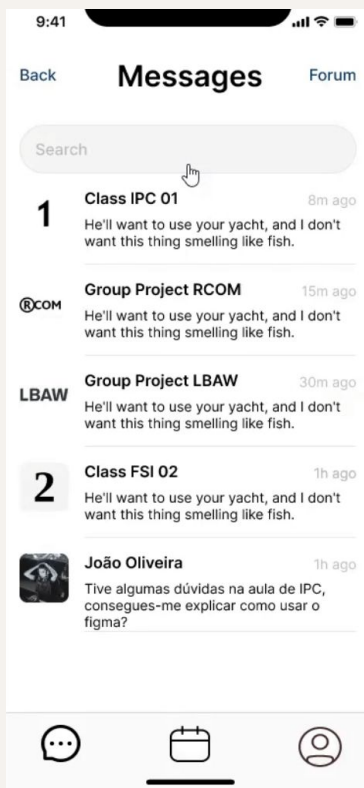 9:41
Back Messages Forum
Search
1 Class IPC 01 8m ago
He'll want to use your yacht, and I don't
want this thing smelling like fish.
®COM Group Project RCOM 15m ago
He'll want to use your yacht, and I don't
want this thing smelling like fish.
LBAW Group Project LBAW 30m ago
He'll want to use your yacht, and I don't
want this thing smelling like fish.
2 Class FSI 02 1h ago
He'll want to use your yacht, and I don't
want this thing smelling like fish.
João Oliveira 1h ago
Tive algumas dúvidas na aula de IPC,
consegues-me explicar como usar o
figma?